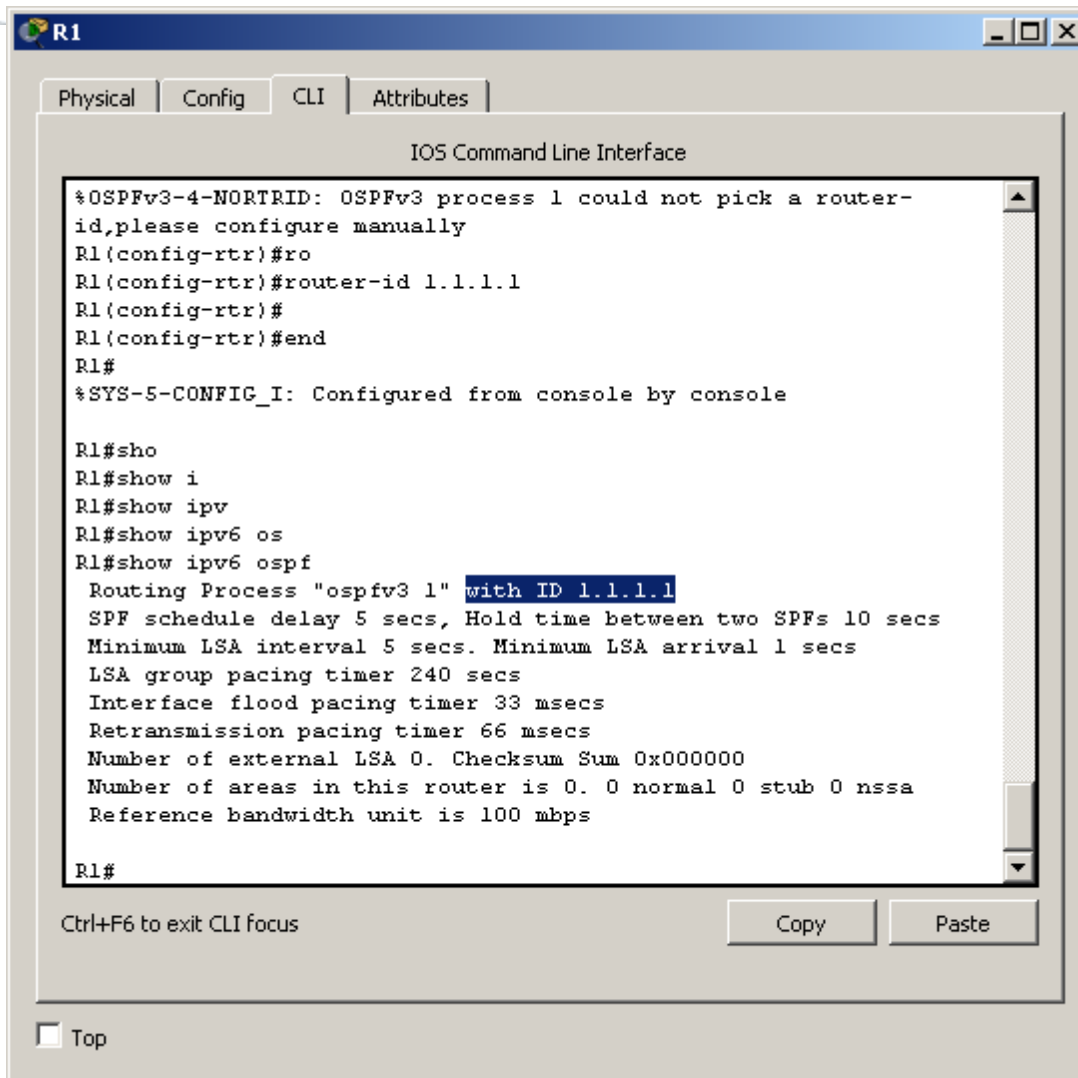 R1
Physical Config CLI Attributes
IOS Command Line Interface
%OSPFv3-4-NORTRID: OSPFv3 process 1 could not pick a router-
id,please configure manually
R1(config-rtr)#ro
R1(config-rtr)#router-id 1.1.1.1
R1(config-rtr)#
R1(config-rtr)#end
R1#
%SYS-5-CONFIG_I: Configured from console by console
R1#sho
R1#show i
R1#show ipv
R1#show ipv6 os
R1#show ipv6 ospf
Routing Process "ospfv3 1" with ID 1.1.1.1
SPF schedule delay 5 secs, Hold time between two SPFs 10 secs
Minimum LSA interval 5 secs. Minimum LSA arrival 1 secs
LSA group pacing timer 240 secs
Interface flood pacing timer 33 msecs
Retransmission pacing timer 66 msecs
Number of external LSA 0. Checksum Sum 0x000000
Number of areas in this router is 0. 0 normal 0 stub 0 nssa
Reference bandwidth unit is 100 mbps
R1#
Ctrl+F6 to exit CLI focus Copy Paste
Top